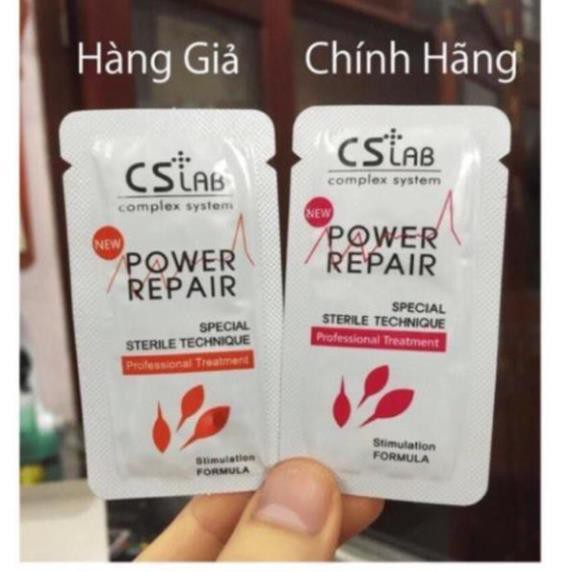 Hàng Giả
Chính Hãng
CS LAB
complex system
NEW
POWER
REPAIR
SPECIAL
STERILE TECHNIQUE
Professional Treatment
Stimulation
FORMULA
CS LAB
complex system
NEW
POWER
REPAIR
SPECIAL
STERILE TECHNIQUE
Professional Treatment
Stimulation
FORMULA